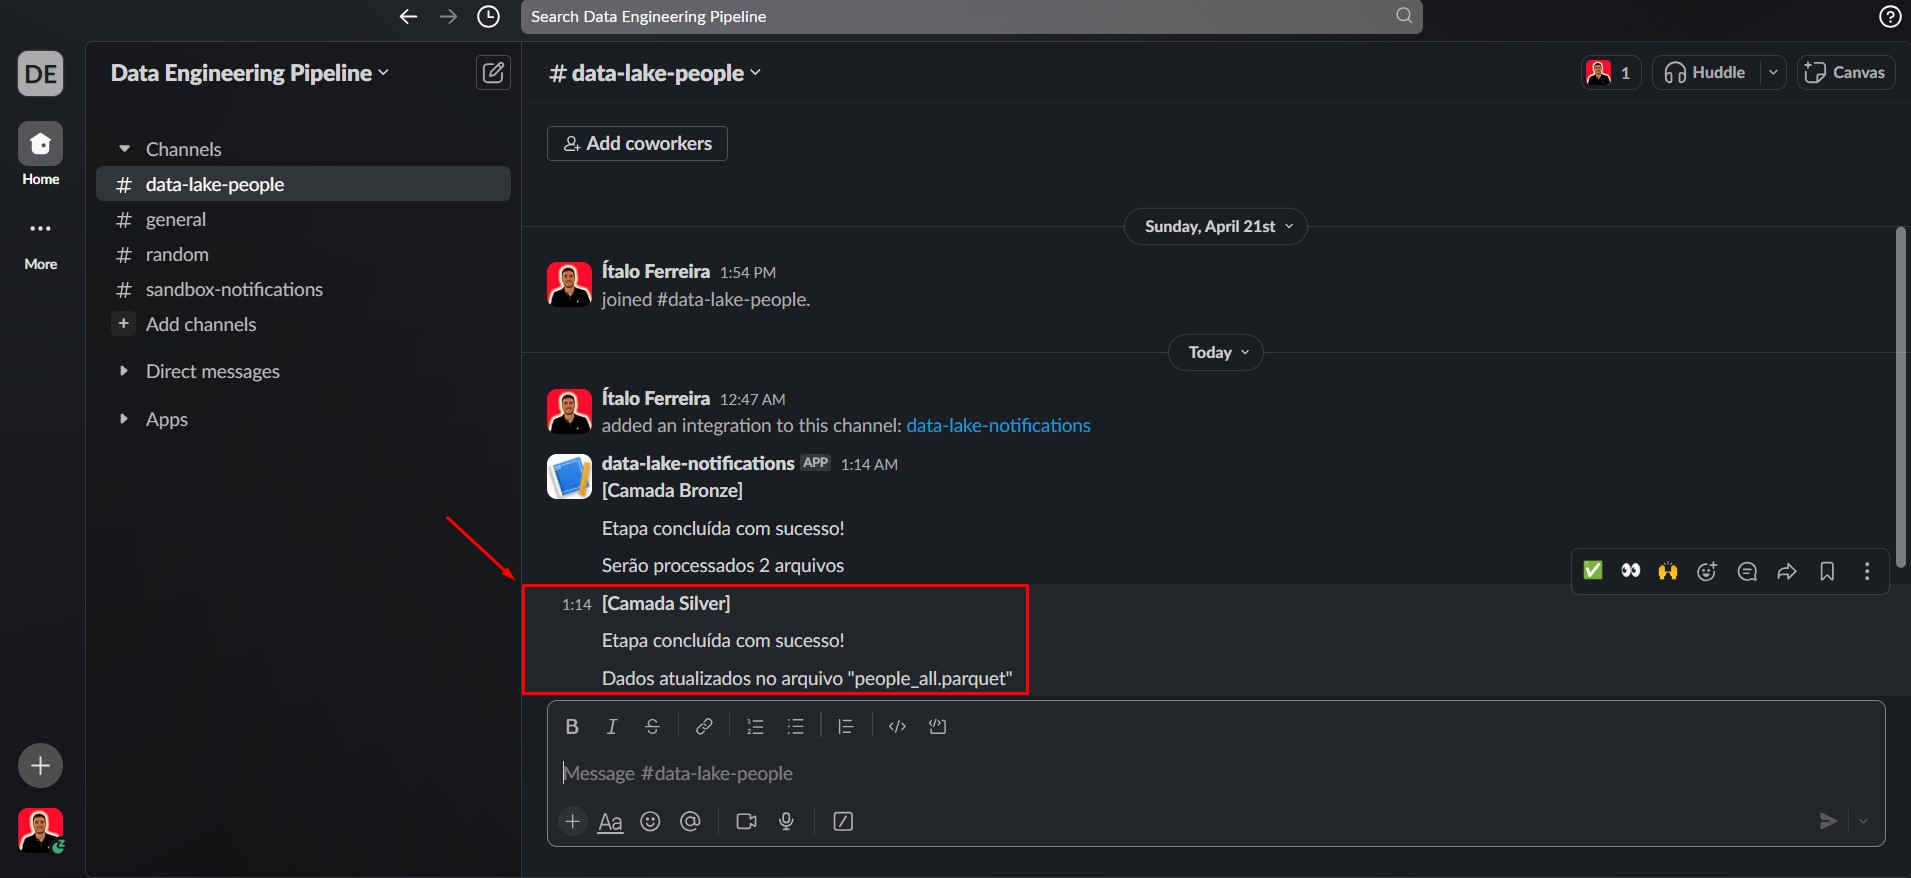 Search Data Engineering Pipeline
DE
Home
More
Data Engineering Pipeline
Channels
# data-lake-people
# general
# random
# sandbox-notifications
+ Add channels
Direct messages
Apps
# data-lake-people
1
Huddle
Canvas
Add coworkers
Sunday, April 21st
Ítalo Ferreira 1:54 PM
joined #data-lake-people.
Today
Ítalo Ferreira 12:47 AM
added an integration to this channel: data-lake-notifications
data-lake-notifications APP 1:14 AM
[Camada Bronze]
Etapa concluída com sucesso!
Serão processados 2 arquivos
1:14 [Camada Silver]
Etapa concluída com sucesso!
Dados atualizados no arquivo "people_all.parquet"
Message #data-lake-people
Aa